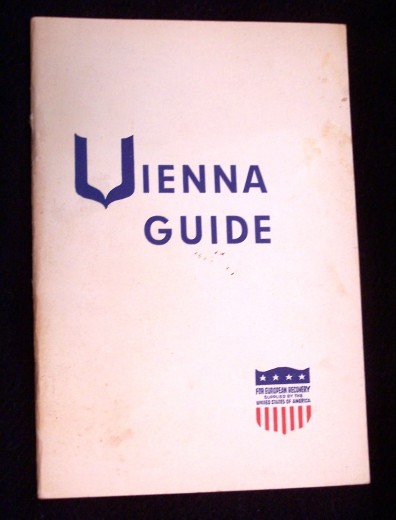 VIENNA
GUIDE
FOR EUROPEAN RECOVERY
SUPPLIED BY THE
UNITED STATES OF AMERICA